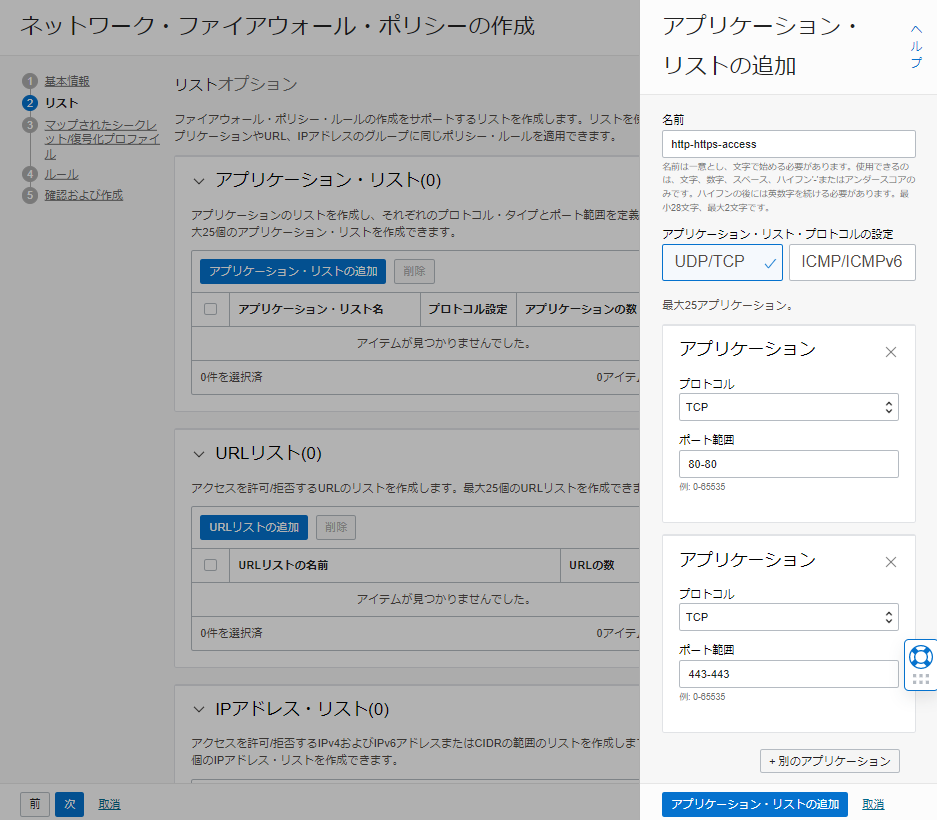 ネットワーク・ファイアウォール・ポリシーの作成
1 基本情報
2 リスト
3 マップされたシークレ
ット/復号化プロファイ
ル
4 ルール
5 確認および作成
リストオプション
ファイアウォール・ポリシー・ルールの作成をサポートするリストを作成します。リストを使
プリケーションやURL、IPアドレスのグループに同じポリシー・ルールを適用できます。
アプリケーション・リスト(0)
アプリケーションのリストを作成し、それぞれのプロトコル・タイプとポート範囲を定義
大25個のアプリケーション・リストを作成できます。
アプリケーション・リストの追加 削除
アプリケーション・リスト名 プロトコル設定 アプリケーションの数
アイテムが見つかりませんでした。
0件を選択済 0アイテム
URLリスト(0)
アクセスを許可/拒否するURLのリストを作成します。最大25個のURLリストを作成できま
URLリストの追加 削除
URLリストの名前 URLの数
アイテムが見つかりませんでした。
0件を選択済 0アイテム
IPアドレス・リスト(0)
アクセスを許可/拒否するIPv4およびIPv6アドレスまたはCIDRの範囲のリストを作成しま
個のIPアドレス・リストを作成できます。
前 次 取消
アプリケーション・
リストの追加
ヘルプ
名前
http-https-access
名前は一意とし、文字で始める必要があります。使用できるの
は、文字、数字、スペース、ハイフン'-'またはアンダースコアの
みです。ハイフンの後には英数字を続ける必要があります。最
小28文字、最大2文字です。
アプリケーション・リスト・プロトコルの設定
UDP/TCP ICMP/ICMPv6
最大25アプリケーション。
アプリケーション
プロトコル
TCP
ポート範囲
80-80
例: 0-65535
アプリケーション
プロトコル
TCP
ポート範囲
443-443
例: 0-65535
+ 別のアプリケーション
アプリケーション・リストの追加 取消